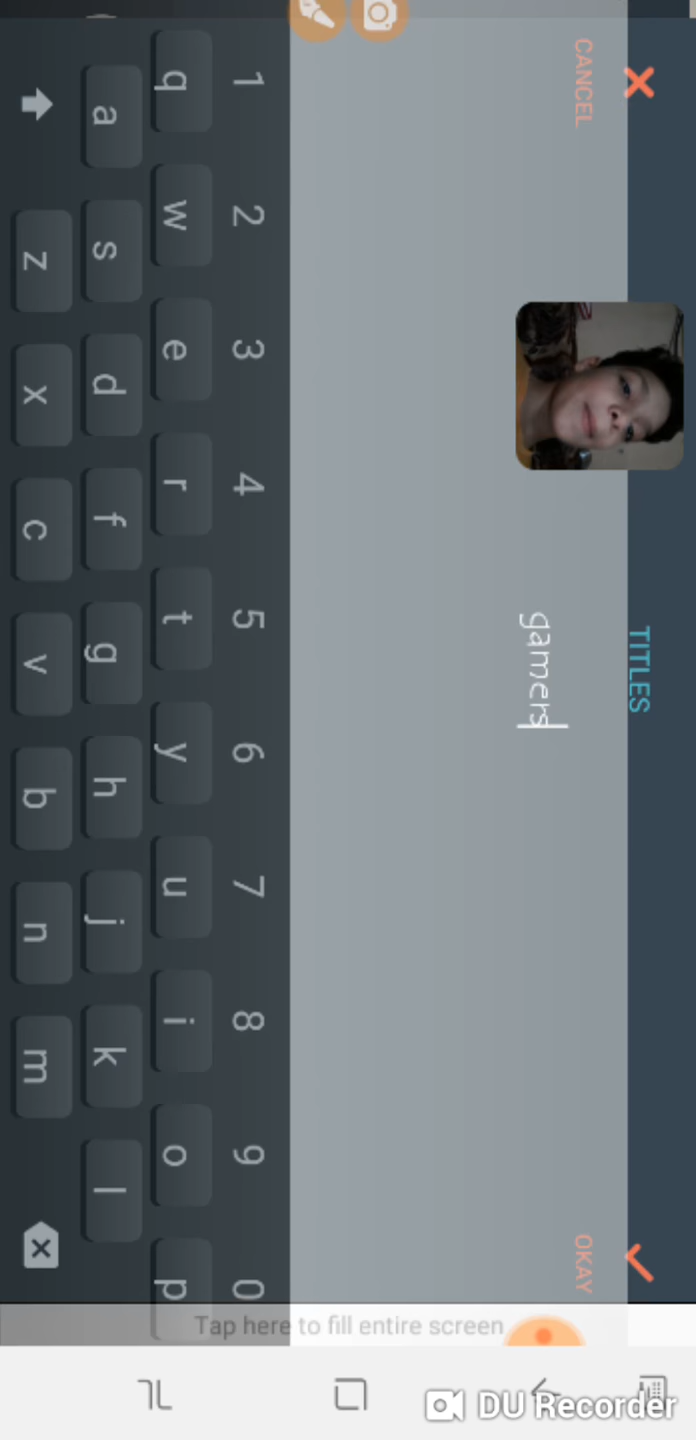 TITLES
CANCEL
OKAY
gamers
1 2 3 4 5 6 7 8 9 0
q w e r t y u i o p
a s d f g h j k l
z x c v b n m
Tap here to fill entire screen
DU Recorder